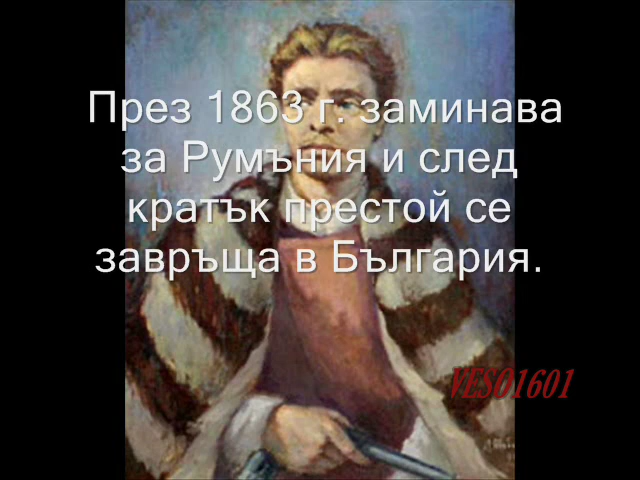 През 1863 г. заминава
за Румъния и след
кратък престой се
завръща в България.
VESO1601